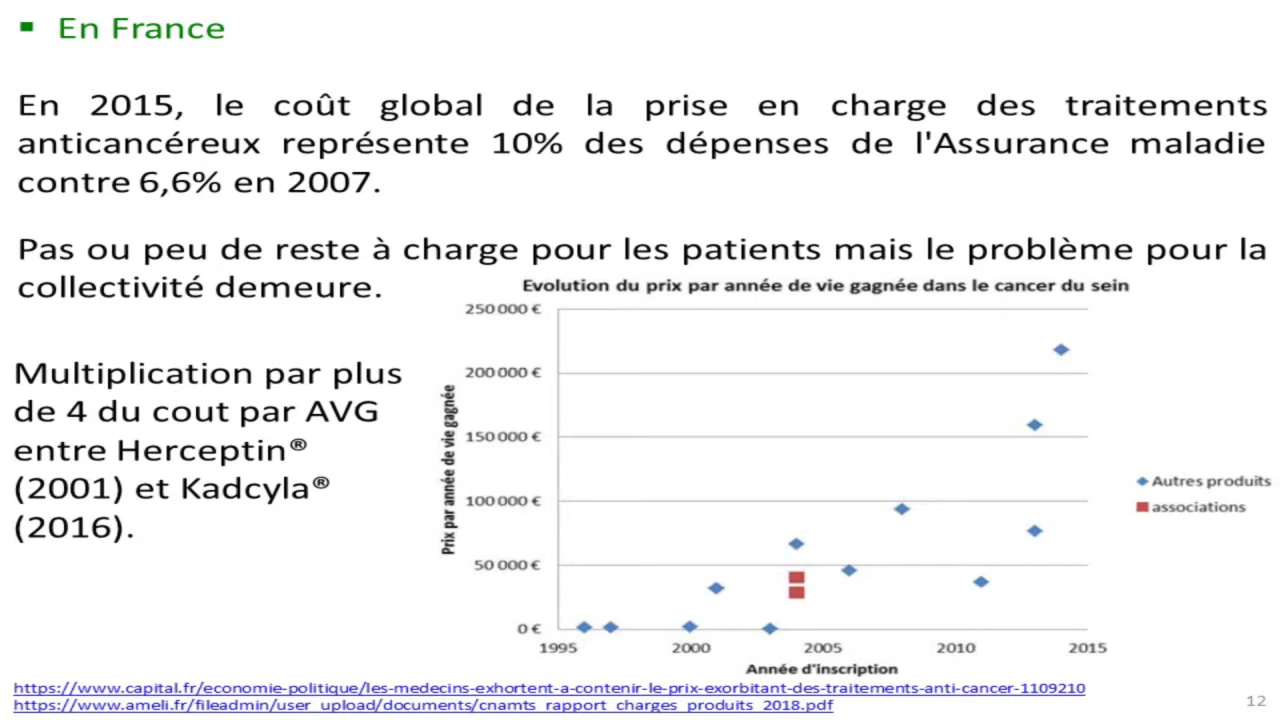 ▪ En France
En 2015, le coût global de la prise en charge des traitements
anticancéreux représente 10% des dépenses de l'Assurance maladie
contre 6,6% en 2007.
Pas ou peu de reste à charge pour les patients mais le problème pour la
collectivité demeure.
Multiplication par plus
de 4 du cout par AVG
entre Herceptin®
(2001) et Kadcyla®
(2016).
Evolution du prix par année de vie gagnée dans le cancer du sein
Prix par année de vie gagnée
250 000 €
200 000 €
150 000 €
100 000 €
50 000 €
0 €
1995 2000 2005 2010 2015
Année d'inscription
Autres produits
associations
https://www.capital.fr/economie-politique/les-medecins-exhortent-a-contenir-le-prix-exorbitant-des-traitements-anti-cancer-1109210
https://www.ameli.fr/fileadmin/user_upload/documents/cnamts_rapport_charges_produits_2018.pdf
12